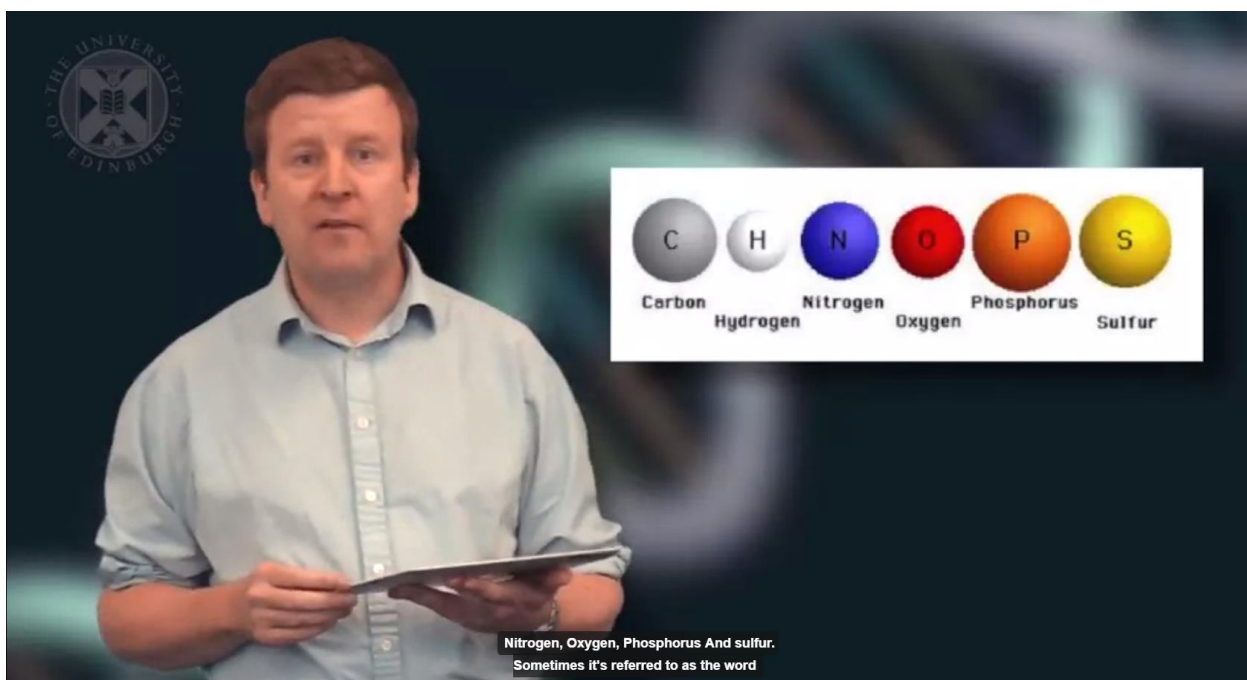 THE UNIVERSITY OF EDINBURGH
C H N O P S
Carbon Nitrogen Phosphorus
Hydrogen Oxygen Sulfur
Nitrogen, Oxygen, Phosphorus And sulfur.
Sometimes it's referred to as the word